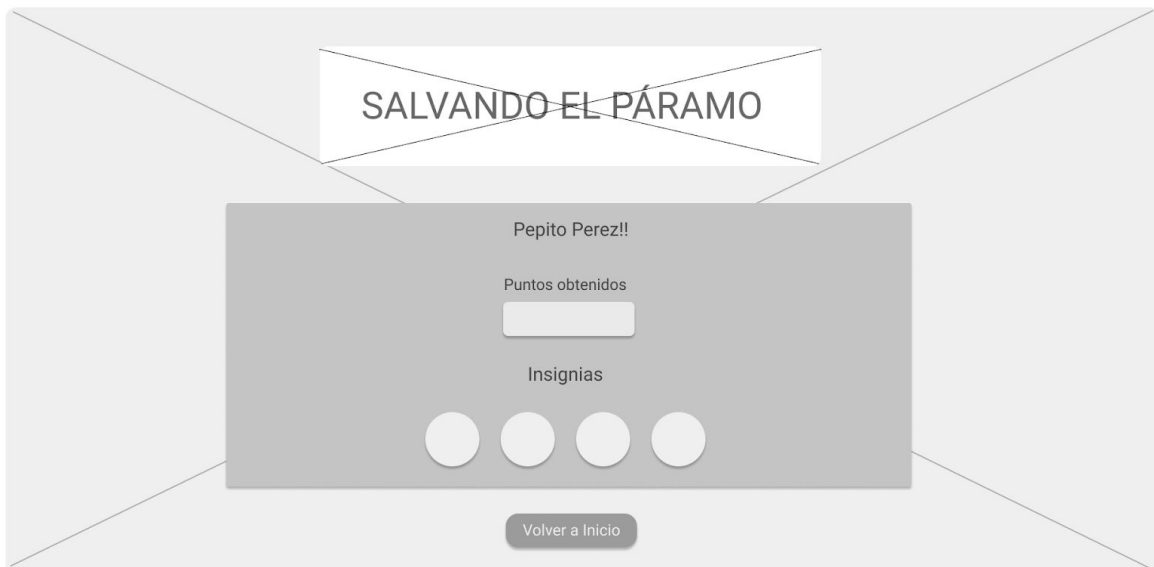 SALVANDO EL PÁRAMO
Pepito Perez!!
Puntos obtenidos
Insignias
Volver a Inicio